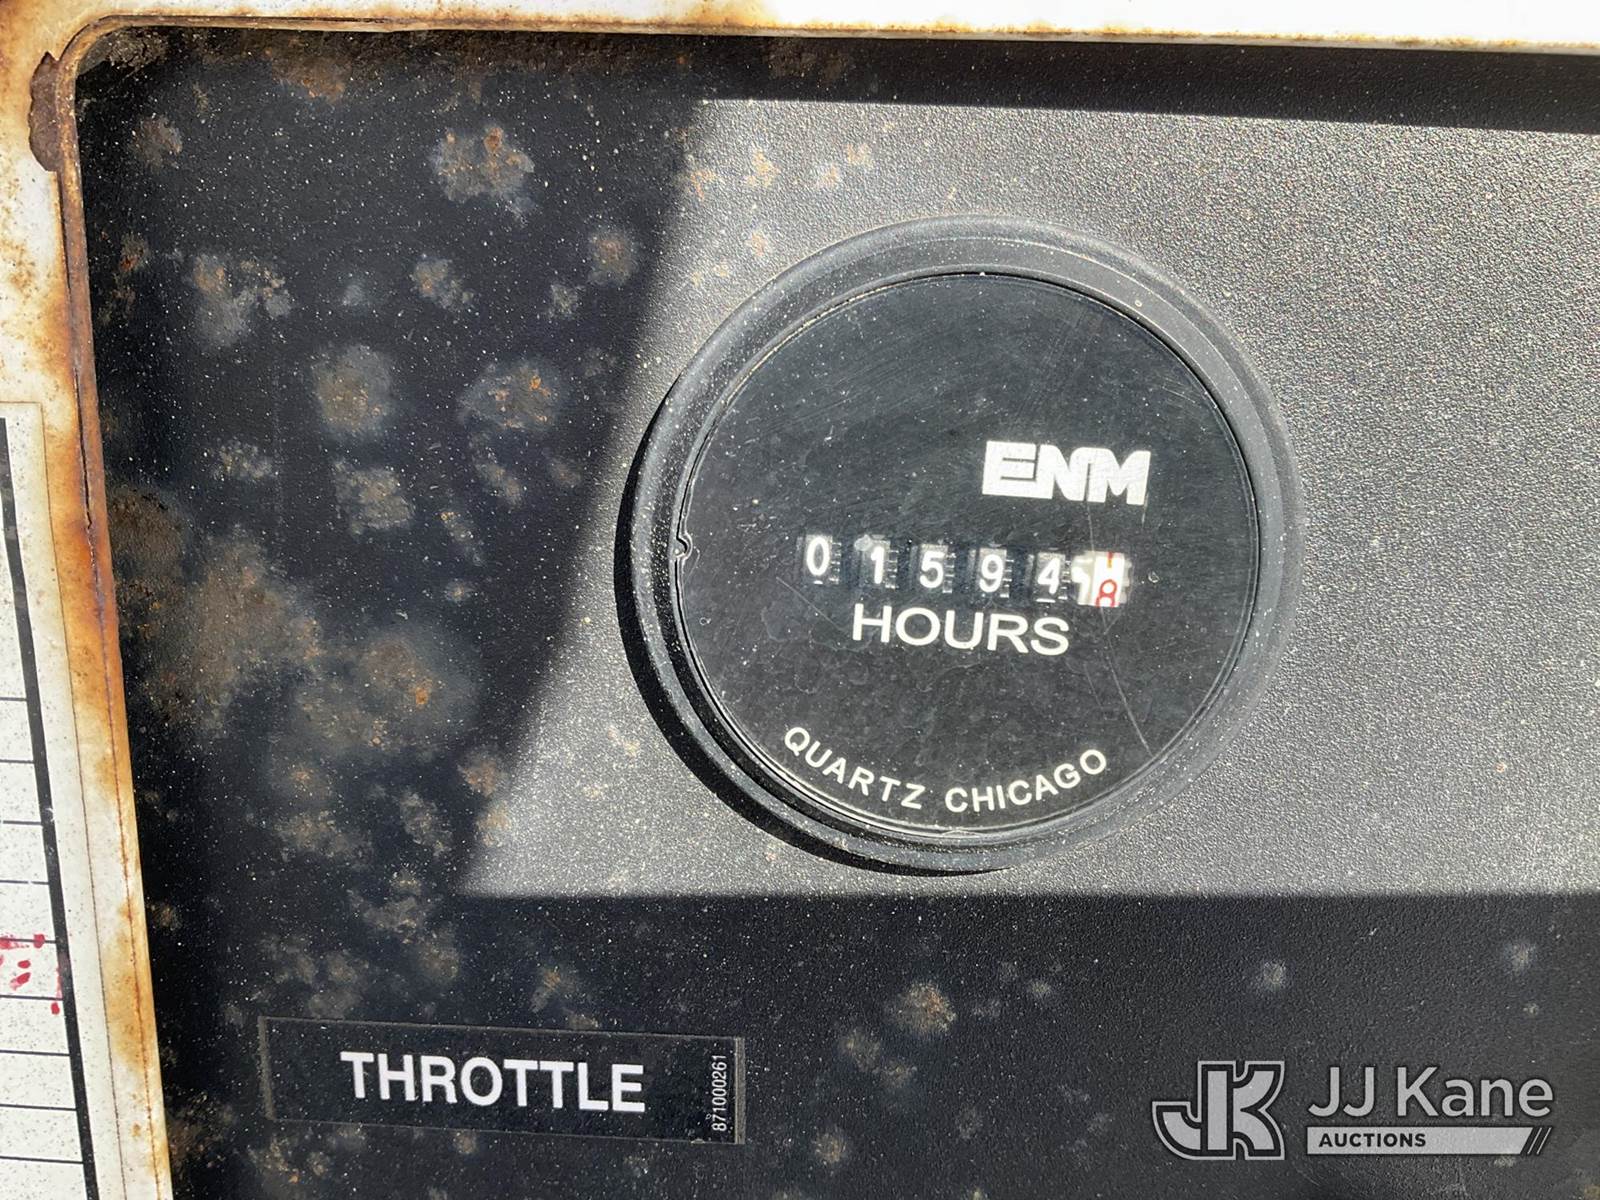 ENM
0 1 5 9 4 8
HOURS
QUARTZ CHICAGO
THROTTLE
871000261
JK JJ Kane
AUCTIONS